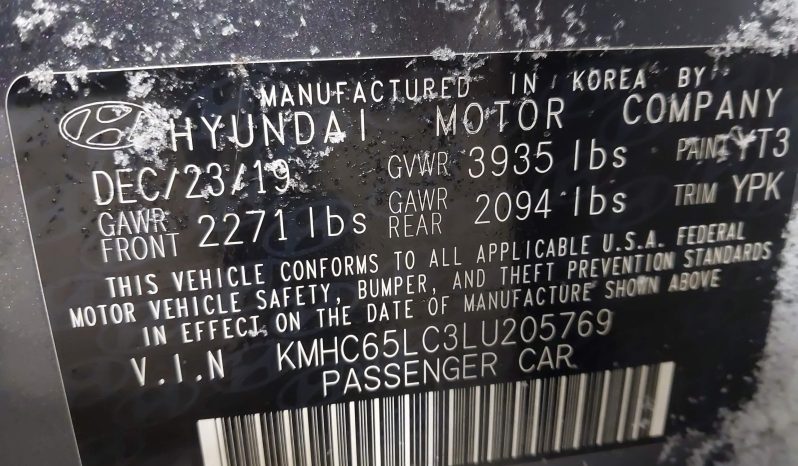 MANUFACTURED IN KOREA BY
HYUNDAI MOTOR COMPANY
DEC/23/19 GVWR 3935 lbs PAINT YT3
GAWR FRONT 2271 lbs GAWR REAR 2094 lbs TRIM YPK
THIS VEHICLE CONFORMS TO ALL APPLICABLE U.S.A. FEDERAL
MOTOR VEHICLE SAFETY, BUMPER, AND THEFT PREVENTION STANDARDS
IN EFFECT ON THE DATE OF MANUFACTURE SHOWN ABOVE
V.I.N KMHC65LC3LU205769
PASSENGER CAR